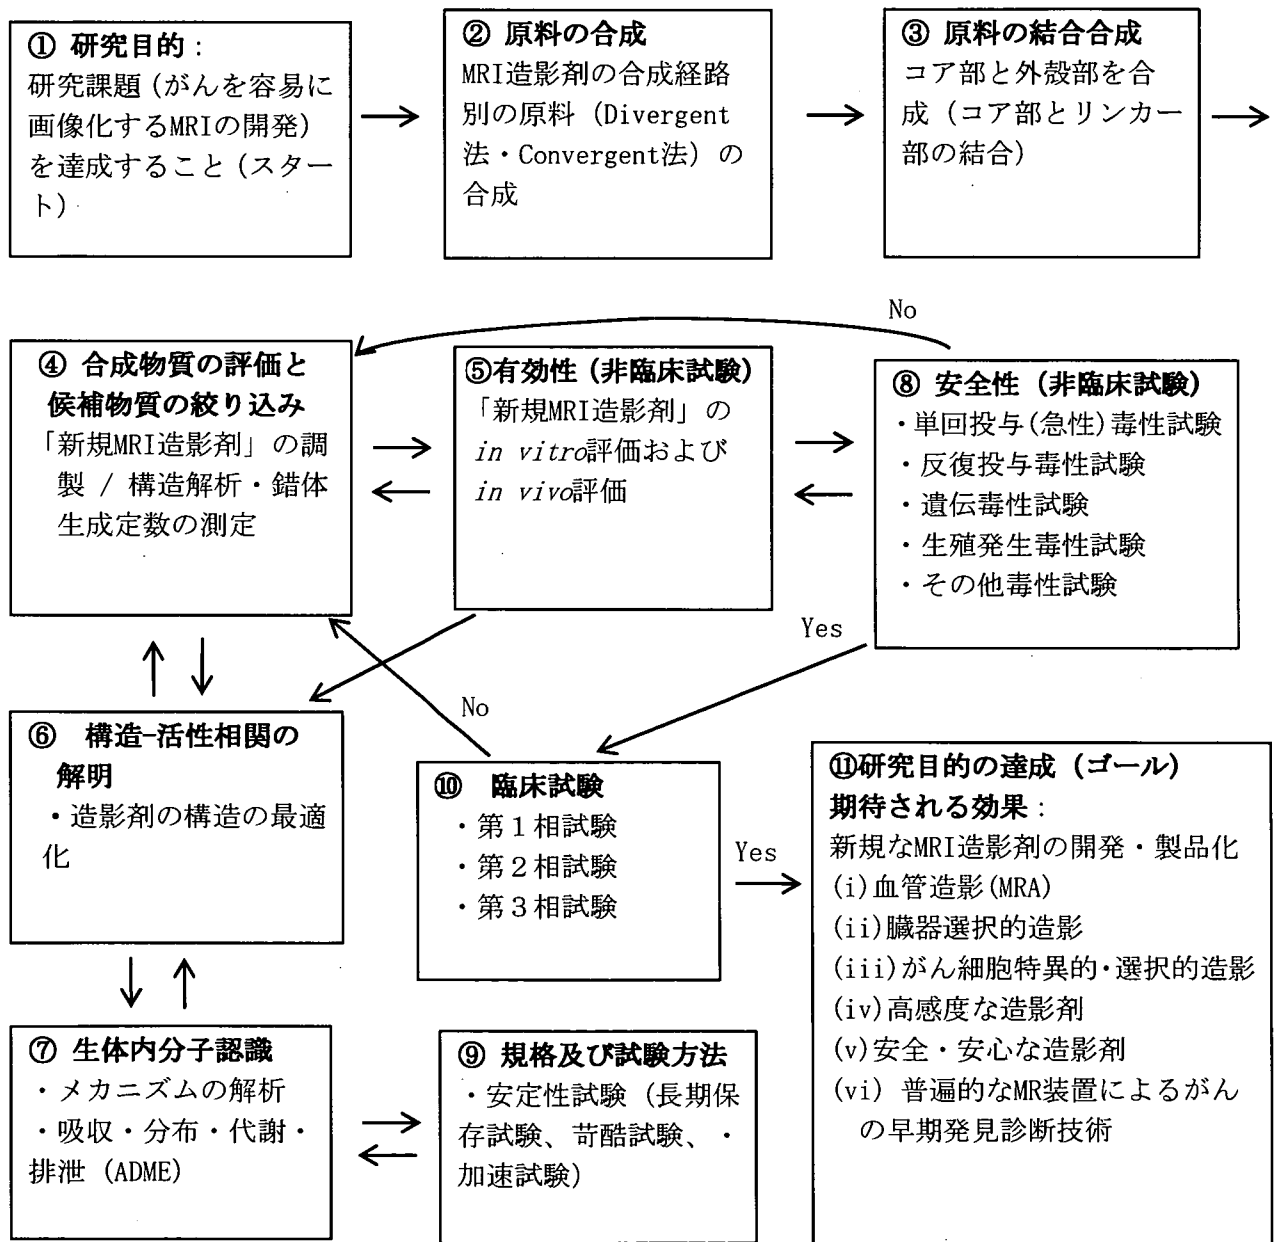 ① 研究目的：
研究課題（がんを容易に
画像化するMRIの開発）
を達成すること（スター
ト）
② 原料の合成
MRI造影剤の合成経路
別の原料（Divergent
法・Convergent法）の
合成
③ 原料の結合合成
コア部と外殻部を合
成（コア部とリンカー
部の結合）
No
④ 合成物質の評価と
候補物質の絞り込み
「新規MRI造影剤」の調
製 / 構造解析・錯体
生成定数の測定
⑤有効性（非臨床試験）
「新規MRI造影剤」の
in vitro評価および
in vivo評価
⑧ 安全性（非臨床試験）
・単回投与(急性)毒性試験
・反復投与毒性試験
・遺伝毒性試験
・生殖発生毒性試験
・その他毒性試験
Yes
No
⑥ 構造-活性相関の
解明
・造影剤の構造の最適
化
⑩ 臨床試験
・第１相試験
・第２相試験
・第３相試験
Yes
⑪研究目的の達成（ゴール）
期待される効果：
新規なMRI造影剤の開発・製品化
(i)血管造影(MRA)
(ii)臓器選択的造影
(iii)がん細胞特異的・選択的造影
(iv)高感度な造影剤
(v)安全・安心な造影剤
(vi) 普遍的なMR装置によるがん
の早期発見診断技術
⑦ 生体内分子認識
・メカニズムの解析
・吸収・分布・代謝・
排泄（ADME）
⑨ 規格及び試験方法
・安定性試験（長期保
存試験、苛酷試験、・
加速試験）